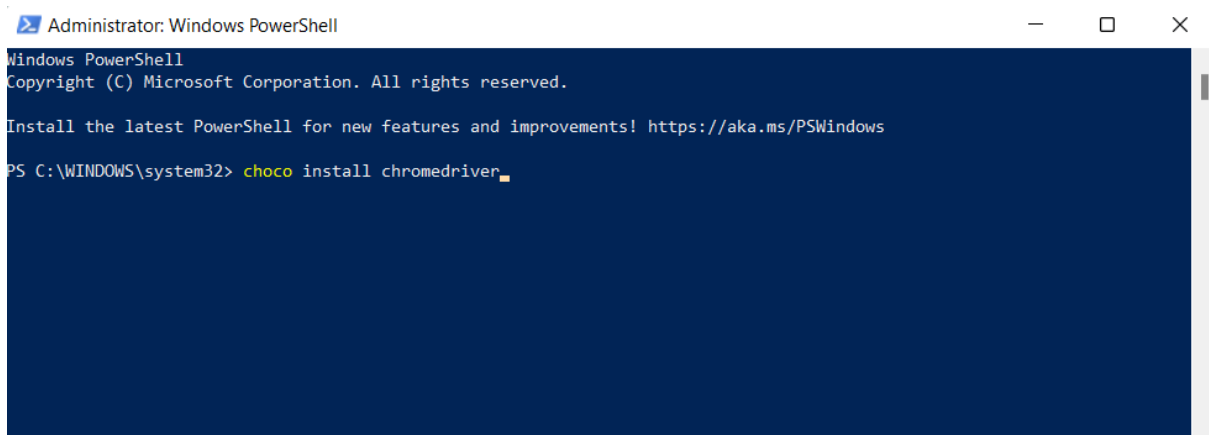 Administrator: Windows PowerShell
Windows PowerShell
Copyright (C) Microsoft Corporation. All rights reserved.
Install the latest PowerShell for new features and improvements! https://aka.ms/PSWindows
PS C:\WINDOWS\system32> choco install chromedriver